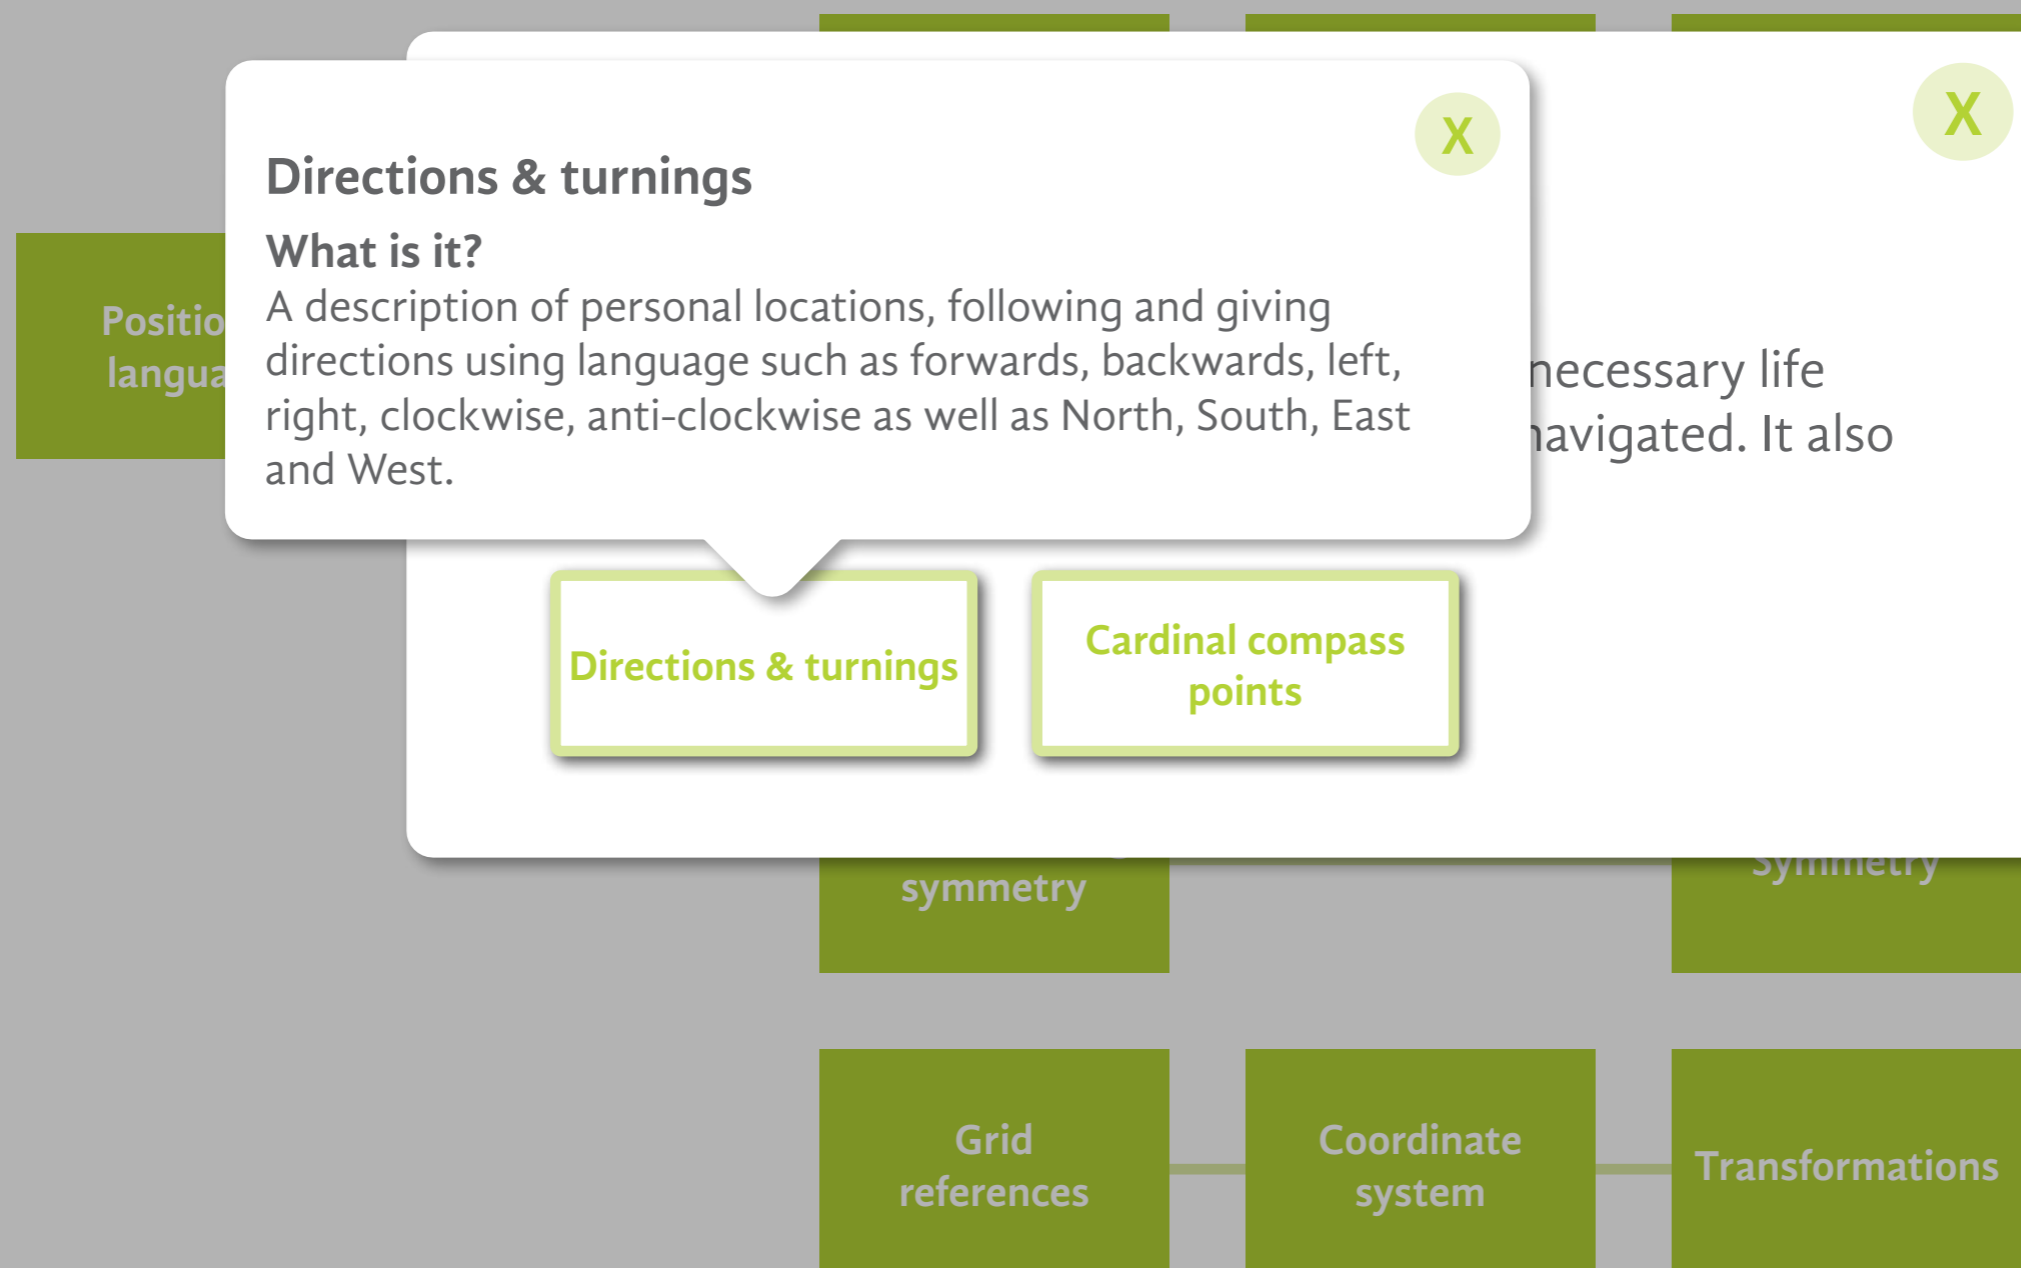 X
X
Directions & turnings
What is it?
A description of personal locations, following and giving
directions using language such as forwards, backwards, left,
right, clockwise, anti-clockwise as well as North, South, East
and West.
necessary life
navigated. It also
Directions & turnings
Cardinal compass
points
symmetry
Symmetry
Grid
references
Coordinate
system
Transformations